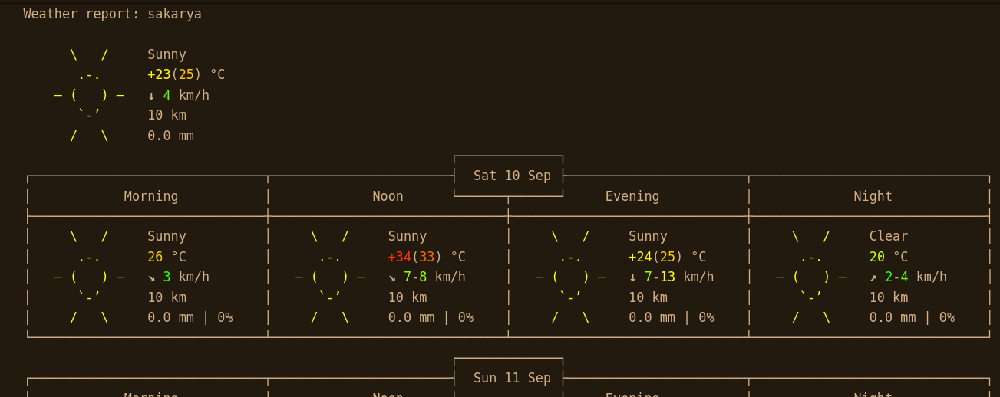 Weather report: sakarya
Sunny
+23(25) °C
↓ 4 km/h
10 km
0.0 mm
Sat 10 Sep
Morning Noon Evening Night
Sunny Sunny Sunny Clear
26 °C +34(33) °C +24(25) °C 20 °C
↘ 3 km/h ↘ 7-8 km/h ↓ 7-13 km/h ↗ 2-4 km/h
10 km 10 km 10 km 10 km
0.0 mm | 0% 0.0 mm | 0% 0.0 mm | 0% 0.0 mm | 0%
Sun 11 Sep
Morning Noon Evening Night